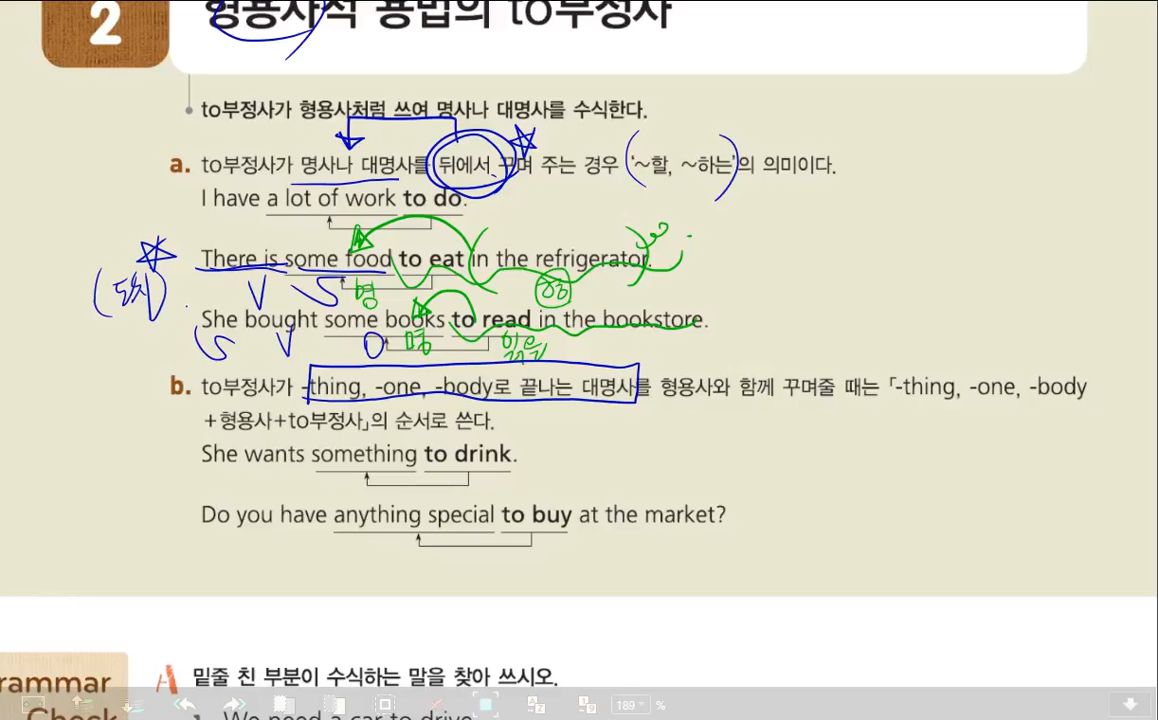 2 형용사적 용법의 to부정사
to부정사가 형용사처럼 쓰여 명사나 대명사를 수식한다.
a. to부정사가 명사나 대명사를 뒤에서 꾸며 주는 경우 '~할, ~하는'의 의미이다.
I have a lot of work to do.
There is some food to eat in the refrigerator.
V S 형
She bought some books to read in the bookstore.
S V O
b. to부정사가 -thing, -one, -body로 끝나는 대명사를 형용사와 함께 꾸며줄 때는 「-thing, -one, -body
+형용사+to부정사」의 순서로 쓴다.
She wants something to drink.
Do you have anything special to buy at the market?
rammar
Check
A 밑줄 친 부분이 수식하는 말을 찾아 쓰시오.
1 We need a car to drive.
189 %